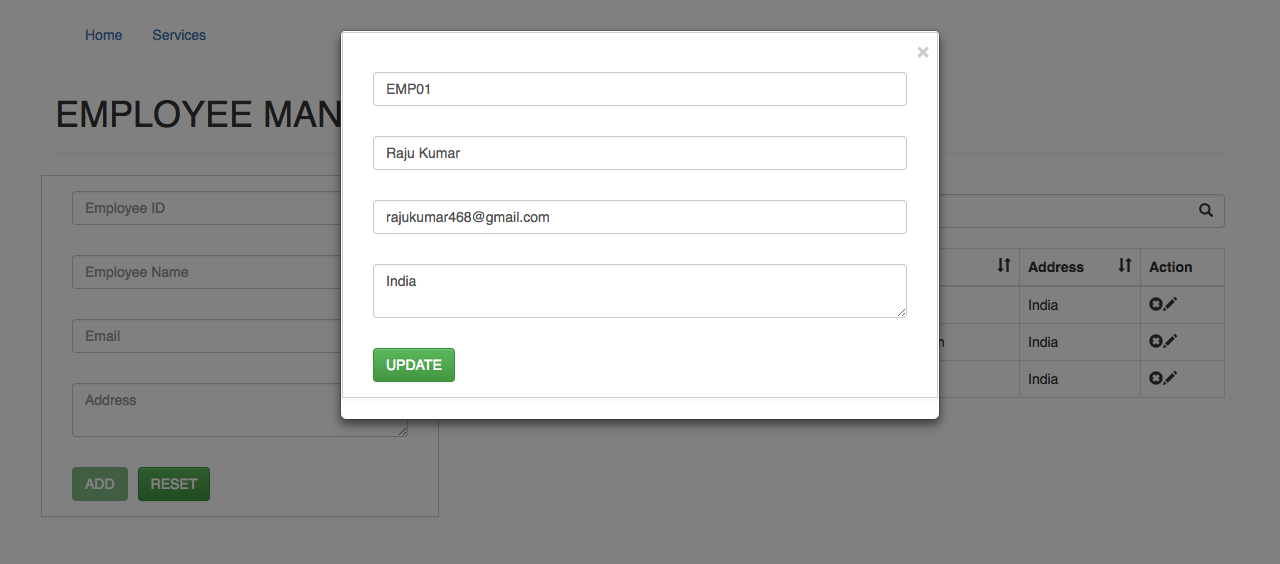 Home Services
×
EMPLOYEE MAN
EMP01
Raju Kumar
rajukumar468@gmail.com
India
UPDATE
Employee ID
Employee Name
Email
Address
ADD RESET
Address Action
India
India
India